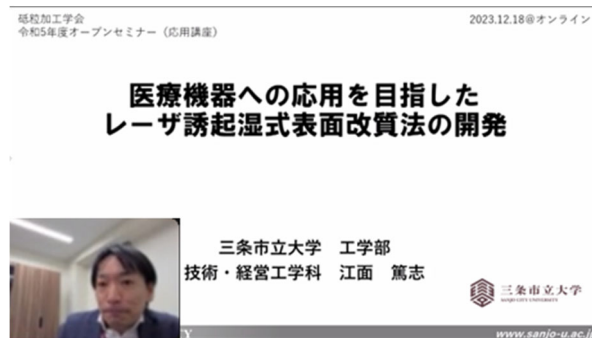 砥粒加工学会
令和5年度オープンセミナー（応用講座）
2023.12.18@オンライン
医療機器への応用を目指した
レーザ誘起湿式表面改質法の開発
三条市立大学　工学部
技術・経営工学科　江面　篤志
三条市立大学
SANJO CITY UNIVERSITY
www.sanjo-u.ac.j